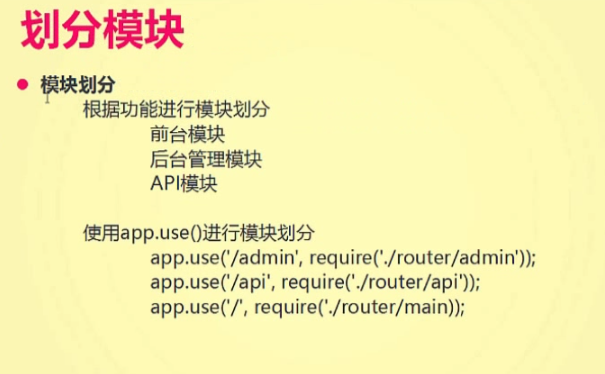 划分模块
模块划分
根据功能进行模块划分
前台模块
后台管理模块
API模块
使用app.use()进行模块划分
app.use('/admin', require('./router/admin'));
app.use('/api', require('./router/api'));
app.use('/', require('./router/main));